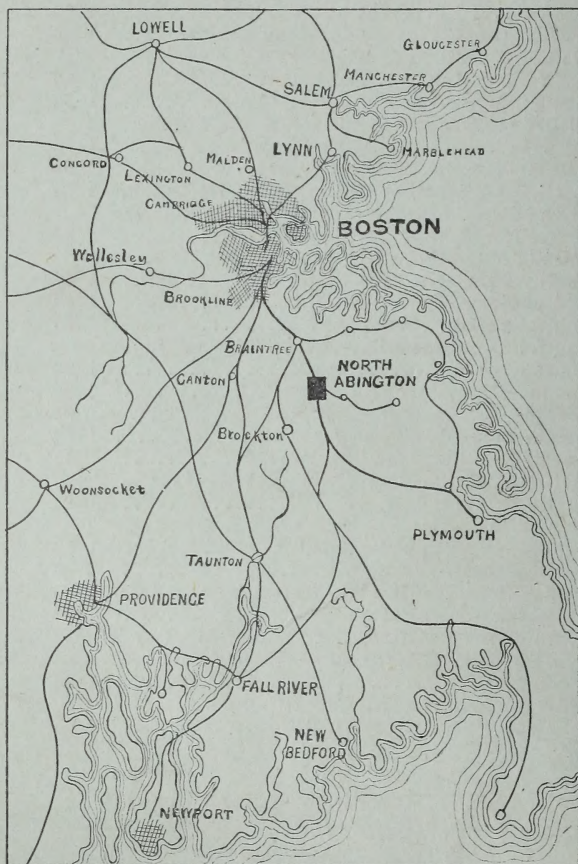 LOWELL
GLOUCESTER
MANCHESTER
SALEM
LYNN
MARBLEHEAD
CONCORD
LEXINGTON
MALDEN
CAMBRIDGE
BOSTON
Wellesley
BROOKLINE
BRAINTREE
NORTH
ABINGTON
CANTON
Brockton
WOONSOCKET
PLYMOUTH
TAUNTON
PROVIDENCE
FALL RIVER
NEW
BEDFORD
NEWPORT